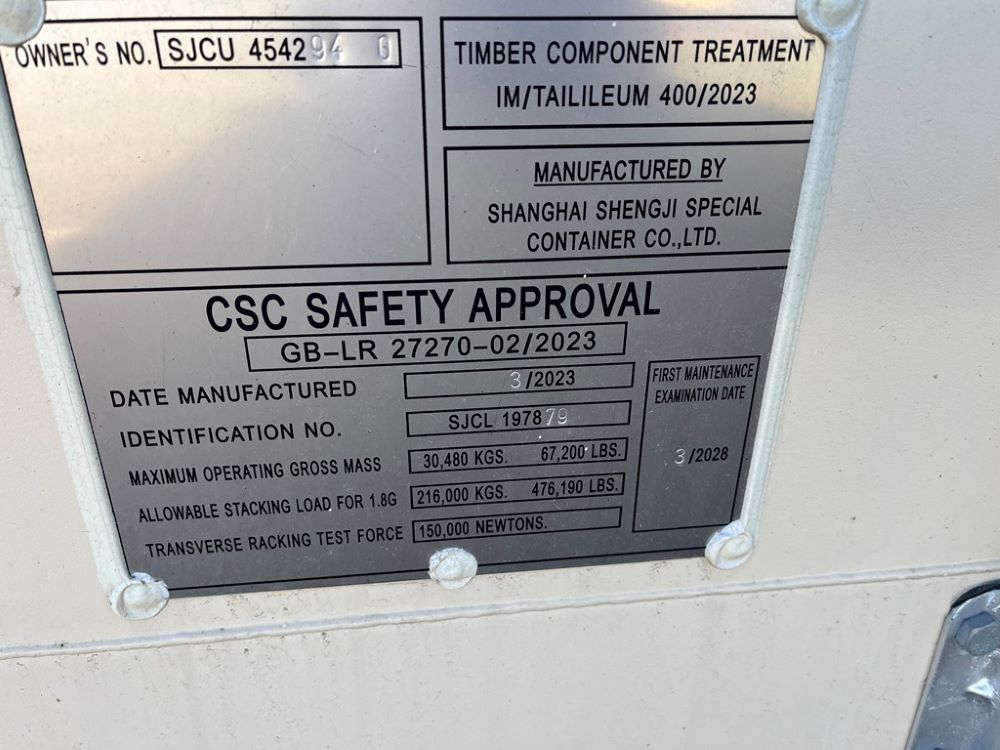 OWNER'S NO. SJCU 454294 0
TIMBER COMPONENT TREATMENT
IM/TAILILEUM 400/2023
MANUFACTURED BY
SHANGHAI SHENGJI SPECIAL
CONTAINER CO.,LTD.
CSC SAFETY APPROVAL
GB-LR 27270-02/2023
DATE MANUFACTURED 3/2023
IDENTIFICATION NO. SJCL 197879
MAXIMUM OPERATING GROSS MASS 30,480 KGS. 67,200 LBS.
ALLOWABLE STACKING LOAD FOR 1.8G 216,000 KGS. 476,190 LBS.
TRANSVERSE RACKING TEST FORCE 150,000 NEWTONS.
FIRST MAINTENANCE
EXAMINATION DATE
3/2028